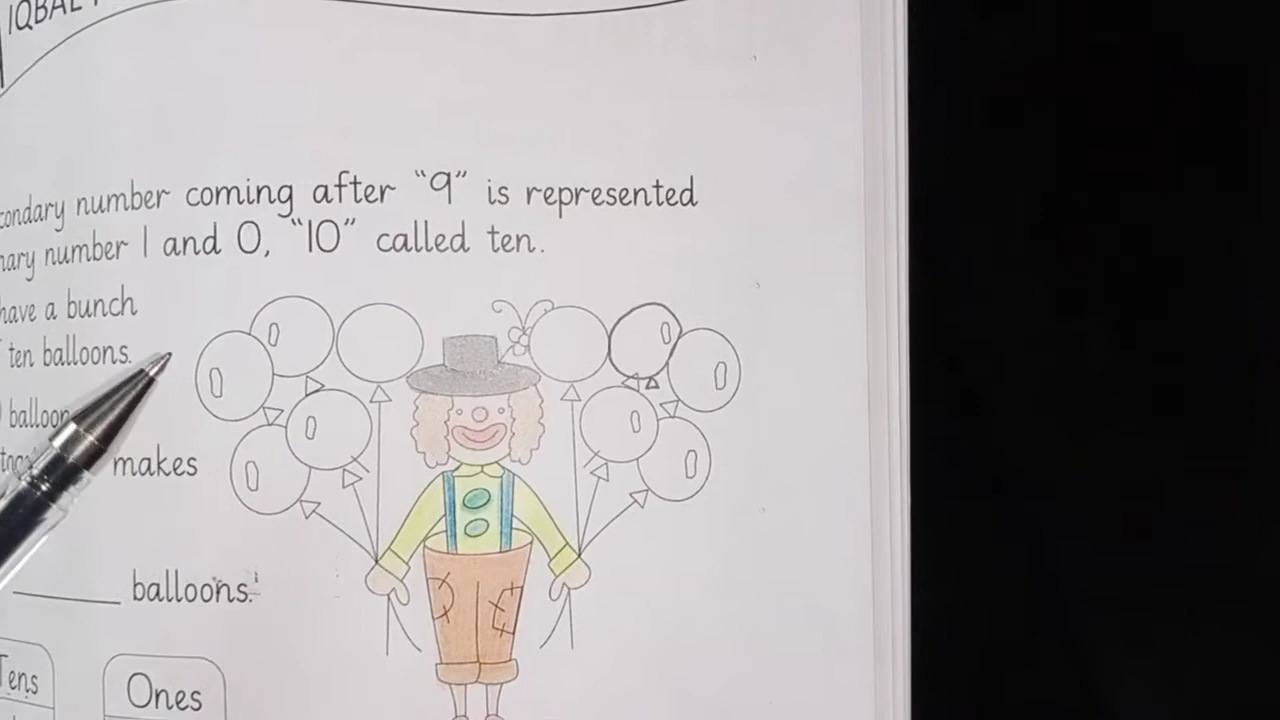 IQBAL
condary number coming after “9” is represented
nary number 1 and 0, “10” called ten.
have a bunch
ten balloons.
balloon
makes
balloons.
Tens
Ones